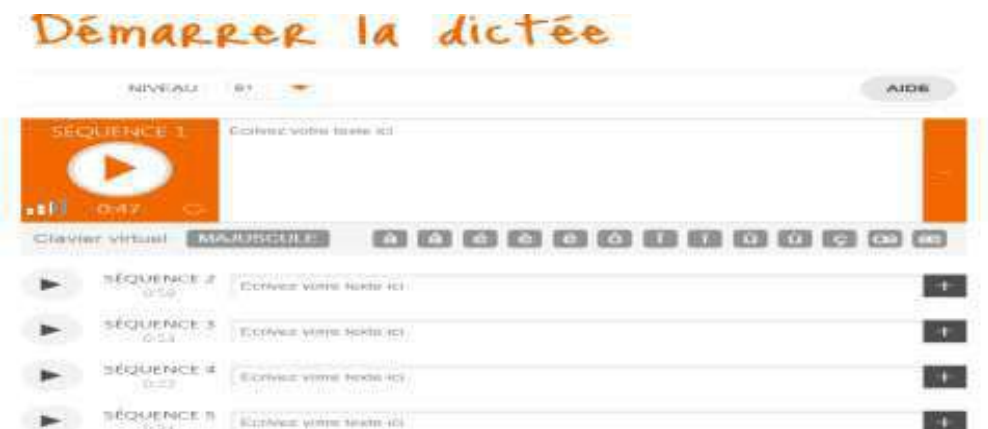 Démarrer la dictée
NIVEAU B1 AIDE
SÉQUENCE 1
Ecrivez votre texte ici
0:47
Clavier virtuel MAJUSCULE
SÉQUENCE 2
Ecrivez votre texte ici
SÉQUENCE 3
Ecrivez votre texte ici
SÉQUENCE 4
Ecrivez votre texte ici
SÉQUENCE 5
Ecrivez votre texte ici